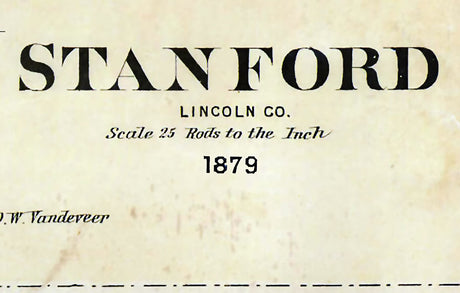 STANFORD
LINCOLN CO.
Scale 25 Rods to the Inch
1879
W. Vandeveer